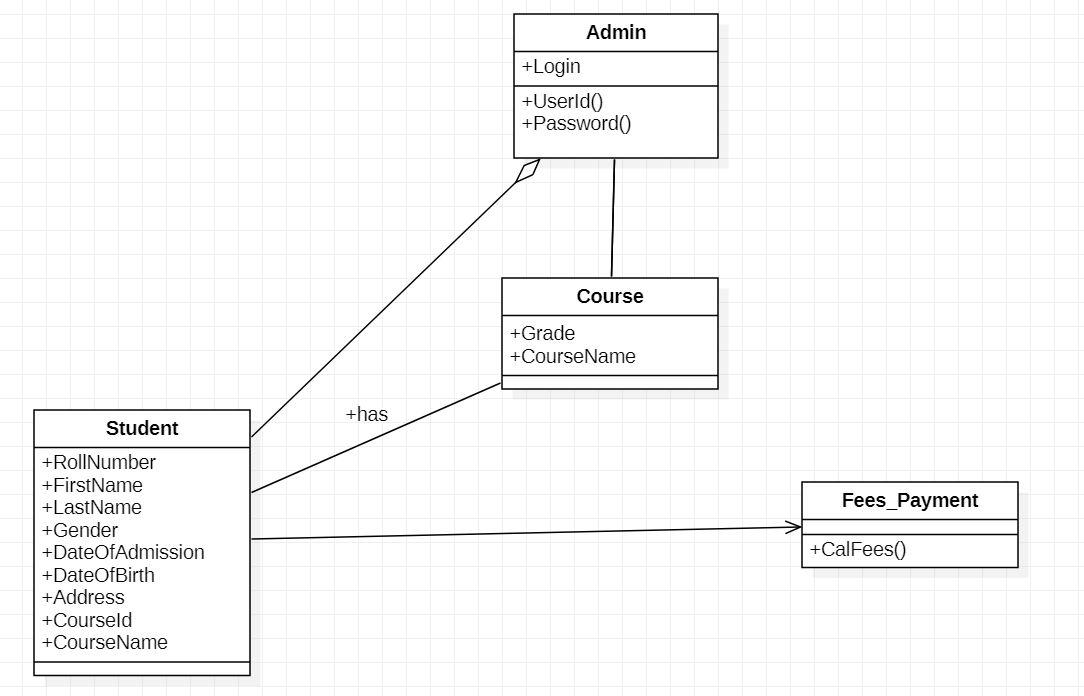 Admin
+Login
+UserId()
+Password()
Course
+Grade
+CourseName
+has
Student
+RollNumber
+FirstName
+LastName
+Gender
+DateOfAdmission
+DateOfBirth
+Address
+CourseId
+CourseName
Fees_Payment
+CalFees()